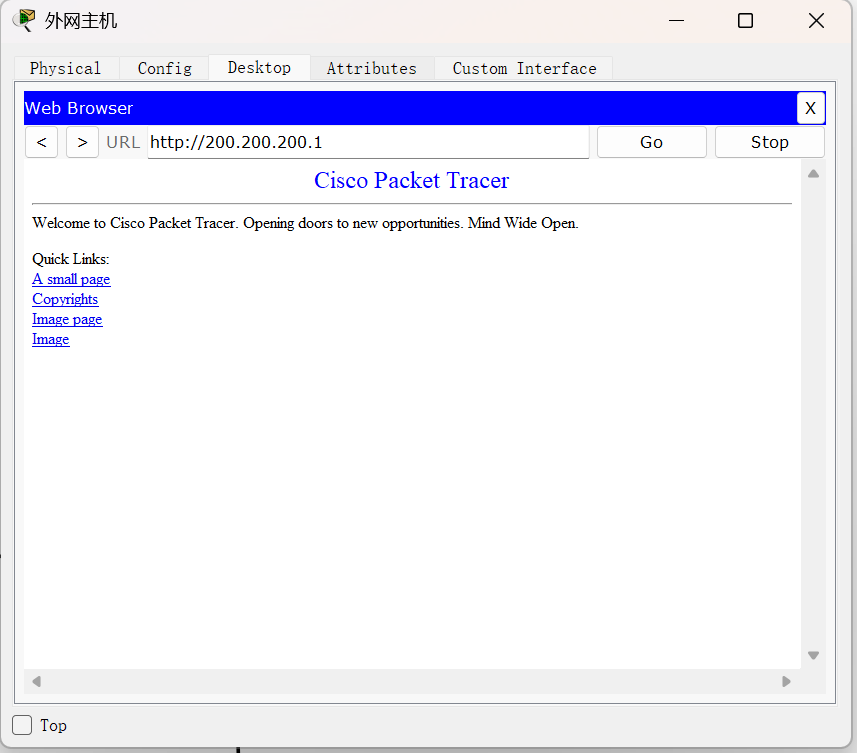 外网主机
Physical Config Desktop Attributes Custom Interface
Web Browser X
< > URL http://200.200.200.1 Go Stop
Cisco Packet Tracer
Welcome to Cisco Packet Tracer. Opening doors to new opportunities. Mind Wide Open.
Quick Links:
A small page
Copyrights
Image page
Image
Top